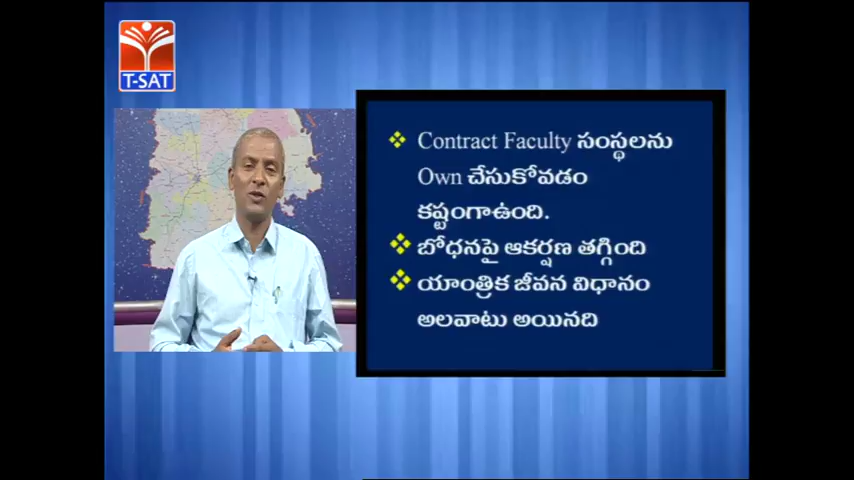 T-SAT
Contract Faculty సంస్థలను
Own చేసుకోవడం
కష్టంగాఉంది.
బోధనపై ఆకర్షణ తగ్గింది
యాంత్రిక జీవన విధానం
అలవాటు అయినది